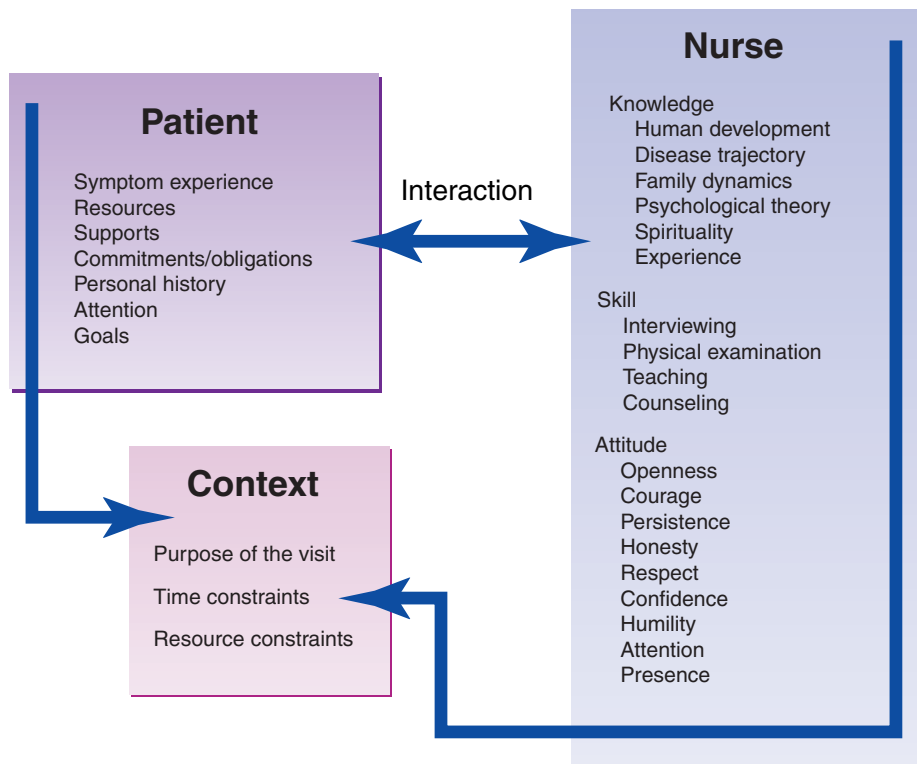 Patient
Symptom experience
Resources
Supports
Commitments/obligations
Personal history
Attention
Goals
Interaction
Nurse
Knowledge
Human development
Disease trajectory
Family dynamics
Psychological theory
Spirituality
Experience
Skill
Interviewing
Physical examination
Teaching
Counseling
Attitude
Openness
Courage
Persistence
Honesty
Respect
Confidence
Humility
Attention
Presence
Context
Purpose of the visit
Time constraints
Resource constraints